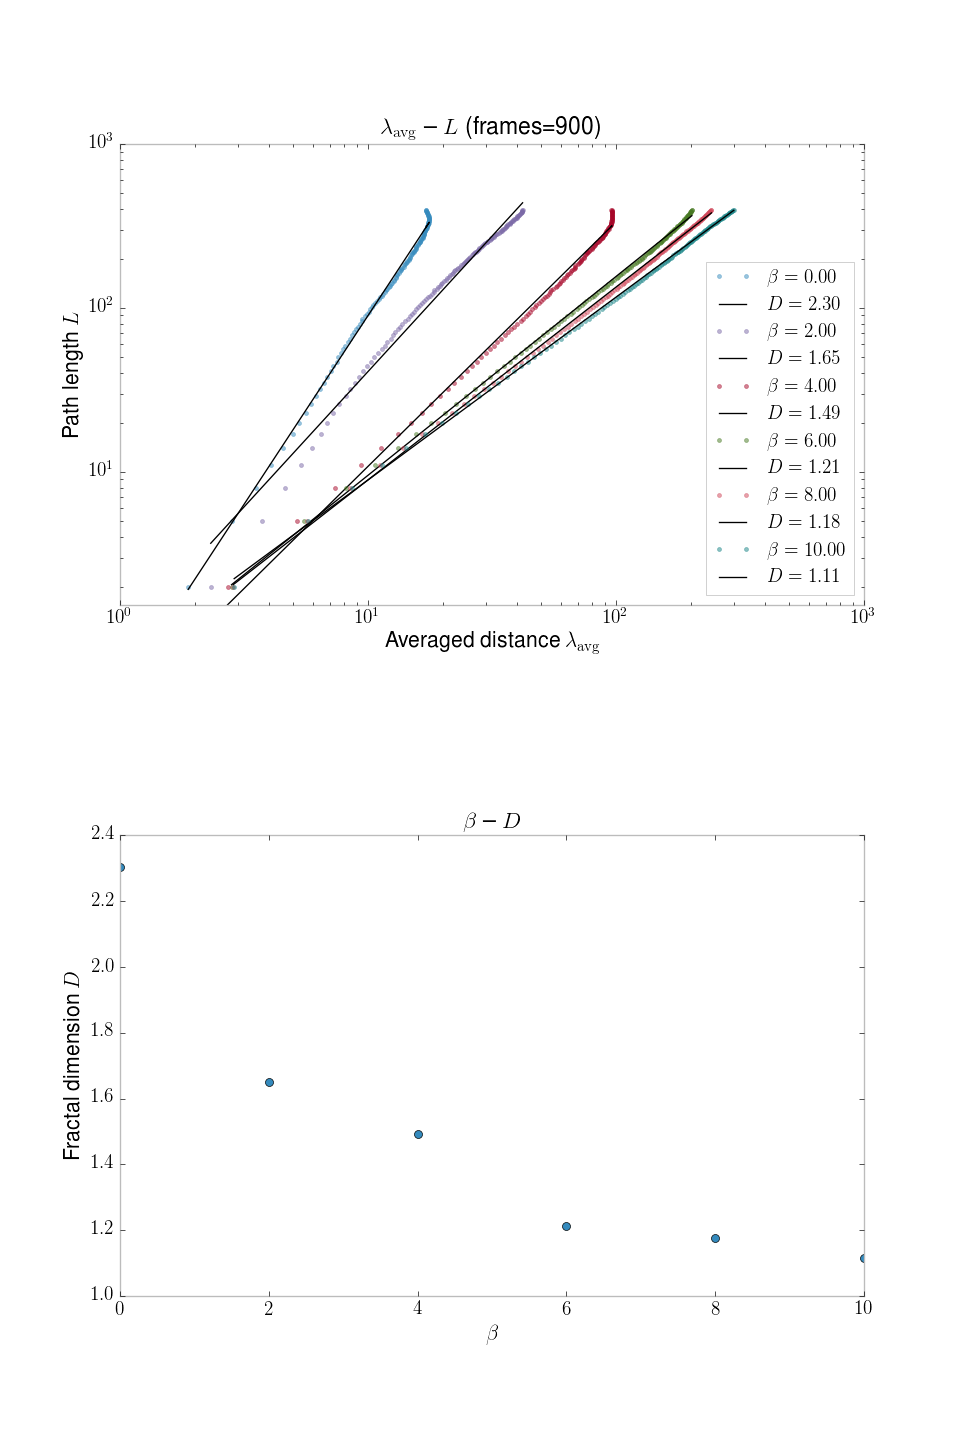 λavg − L (frames=900)
10³
10²
10¹
Path length L
β = 0.00
D = 2.30
β = 2.00
D = 1.65
β = 4.00
D = 1.49
β = 6.00
D = 1.21
β = 8.00
D = 1.18
β = 10.00
D = 1.11
10⁰ 10¹ 10² 10³
Averaged distance λavg
β − D
2.4
2.2
2.0
1.8
1.6
1.4
1.2
1.0
Fractal dimension D
0 2 4 6 8 10
β